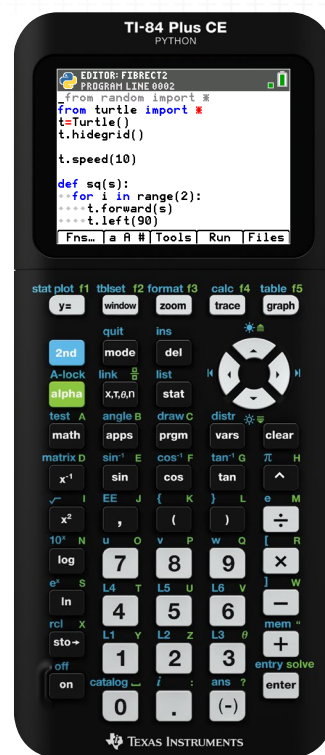 TI-84 Plus CE
PYTHON
EDITOR: FIBRECT2
PROGRAM LINE 0002
_from random import *
from turtle import *
t=Turtle()
t.hidegrid()
t.speed(10)
def sq(s):
··for i in range(2):
····t.forward(s)
····t.left(90)
Fns… a A # Tools Run Files
stat plot f1 tblset f2 format f3 calc f4 table f5
y= window zoom trace graph
quit ins
2nd mode del
A-lock link list
alpha X,T,θ,n stat
test A angle B draw C distr
math apps prgm vars clear
matrix D sin⁻¹ E cos⁻¹ F tan⁻¹ G π H
x⁻¹ sin cos tan ^
√ I EE J { K } L e M
x² , ( ) ÷
10ˣ N u O v P w Q [ R
log 7 8 9 ×
eˣ S L4 T L5 U L6 V ] W
ln 4 5 6 −
rcl X L1 Y L2 Z L3 θ mem "
sto→ 1 2 3 +
off catalog i : ans ? entry solve
on 0 . (-) enter
TEXAS INSTRUMENTS